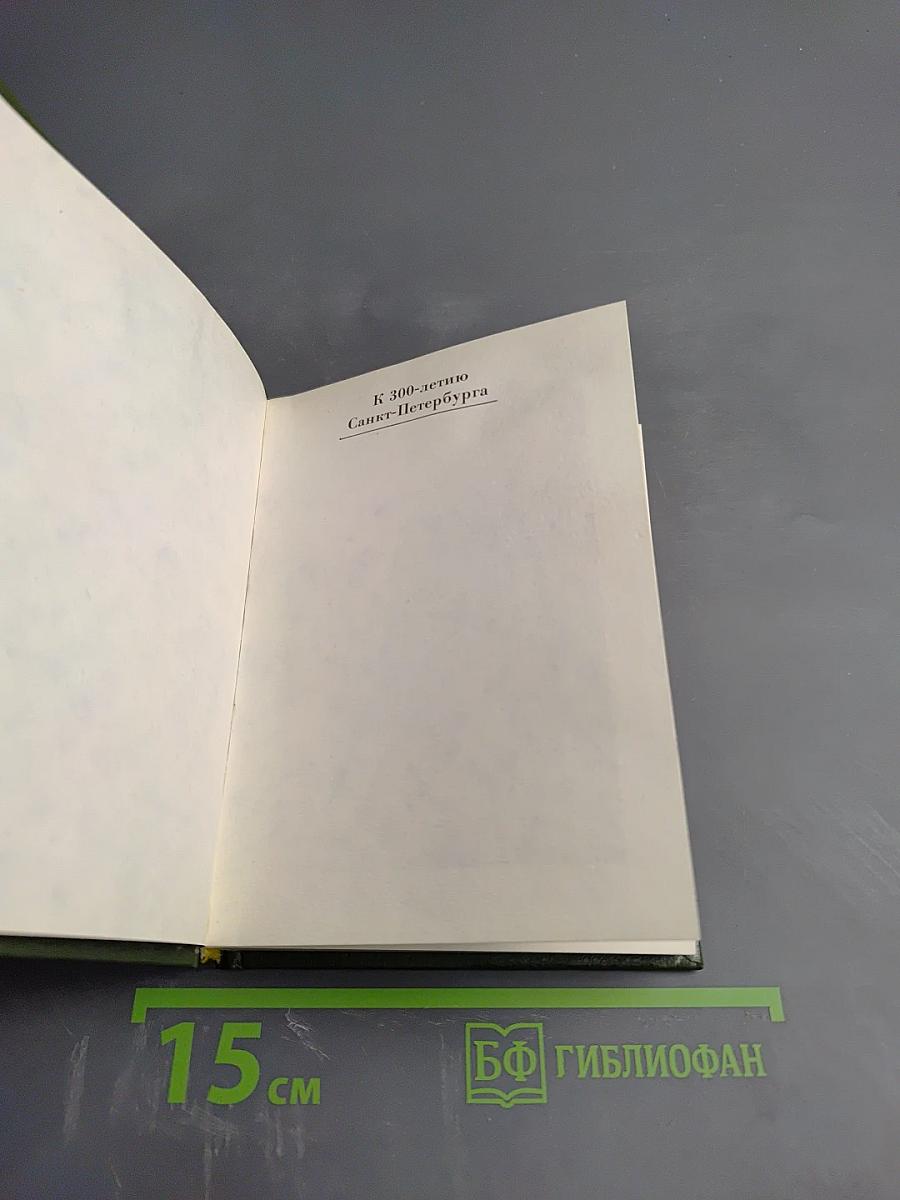 К 300-летию
Санкт-Петербурга
15 см
БФ ГИБЛИОФАН